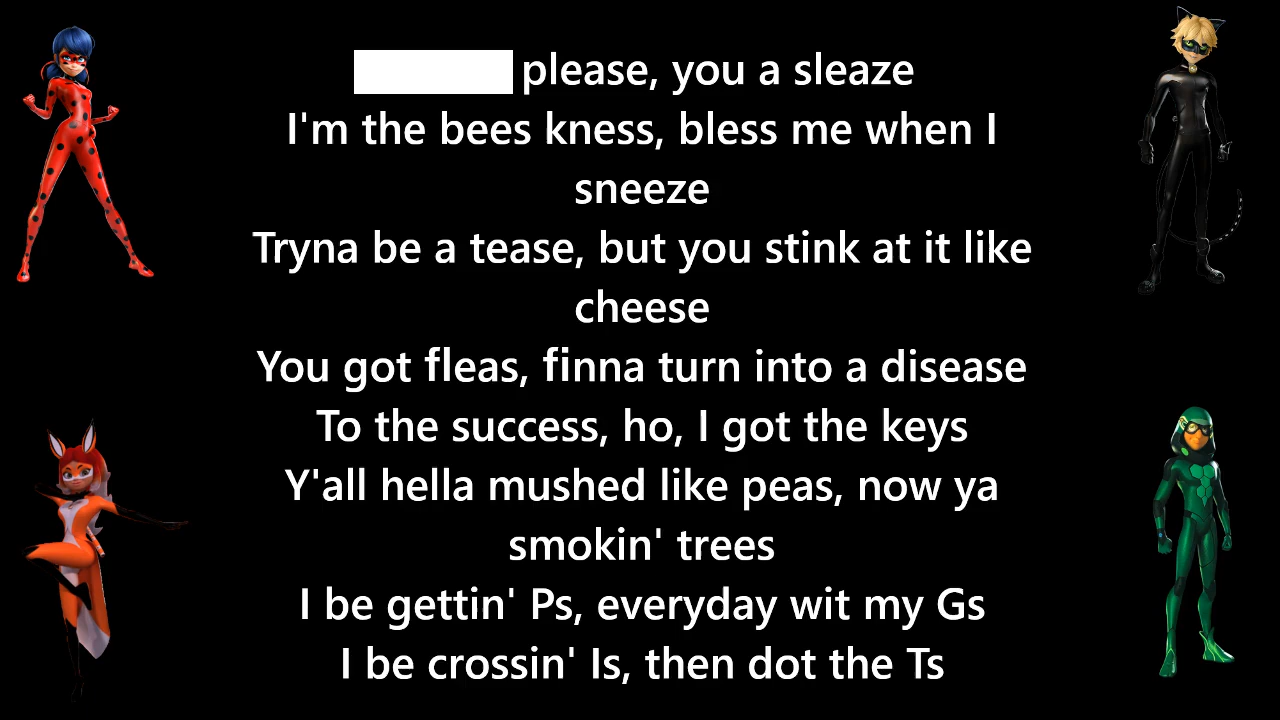 please, you a sleaze
I'm the bees kness, bless me when I
sneeze
Tryna be a tease, but you stink at it like
cheese
You got fleas, finna turn into a disease
To the success, ho, I got the keys
Y'all hella mushed like peas, now ya
smokin' trees
I be gettin' Ps, everyday wit my Gs
I be crossin' Is, then dot the Ts